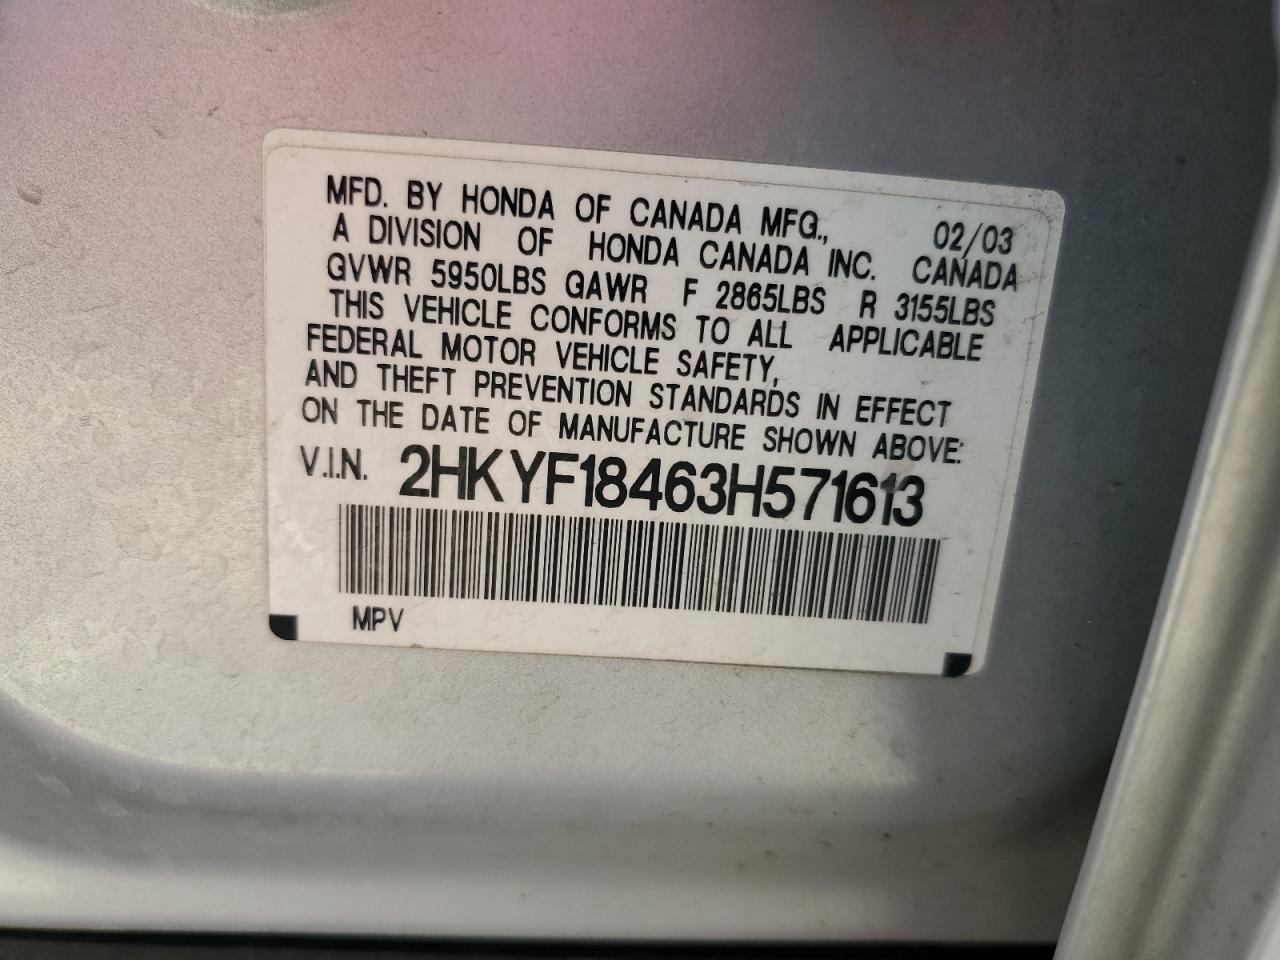 MFD. BY HONDA OF CANADA MFG., 02/03
A DIVISION OF HONDA CANADA INC. CANADA
GVWR 5950LBS GAWR F 2865LBS R 3155LBS
THIS VEHICLE CONFORMS TO ALL APPLICABLE
FEDERAL MOTOR VEHICLE SAFETY,
AND THEFT PREVENTION STANDARDS IN EFFECT
ON THE DATE OF MANUFACTURE SHOWN ABOVE:
V.I.N. 2HKYF18463H571613
MPV